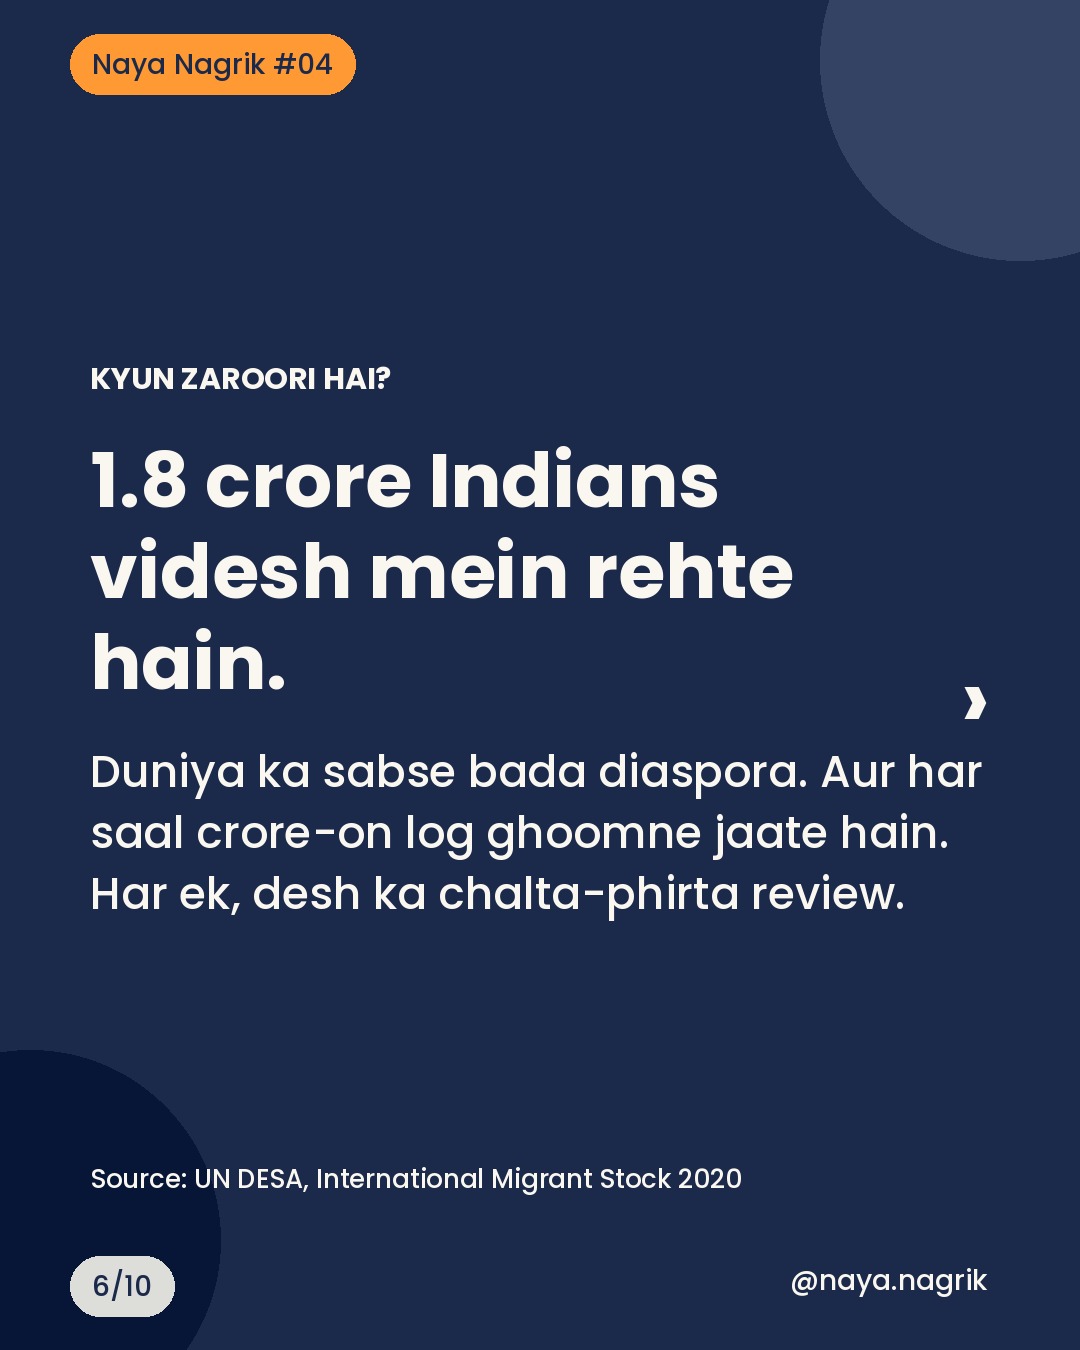 Naya Nagrik #04
KYUN ZAROORI HAI?
1.8 crore Indians
videsh mein rehte
hain.
Duniya ka sabse bada diaspora. Aur har
saal crore-on log ghoomne jaate hain.
Har ek, desh ka chalta-phirta review.
Source: UN DESA, International Migrant Stock 2020
6/10
@naya.nagrik